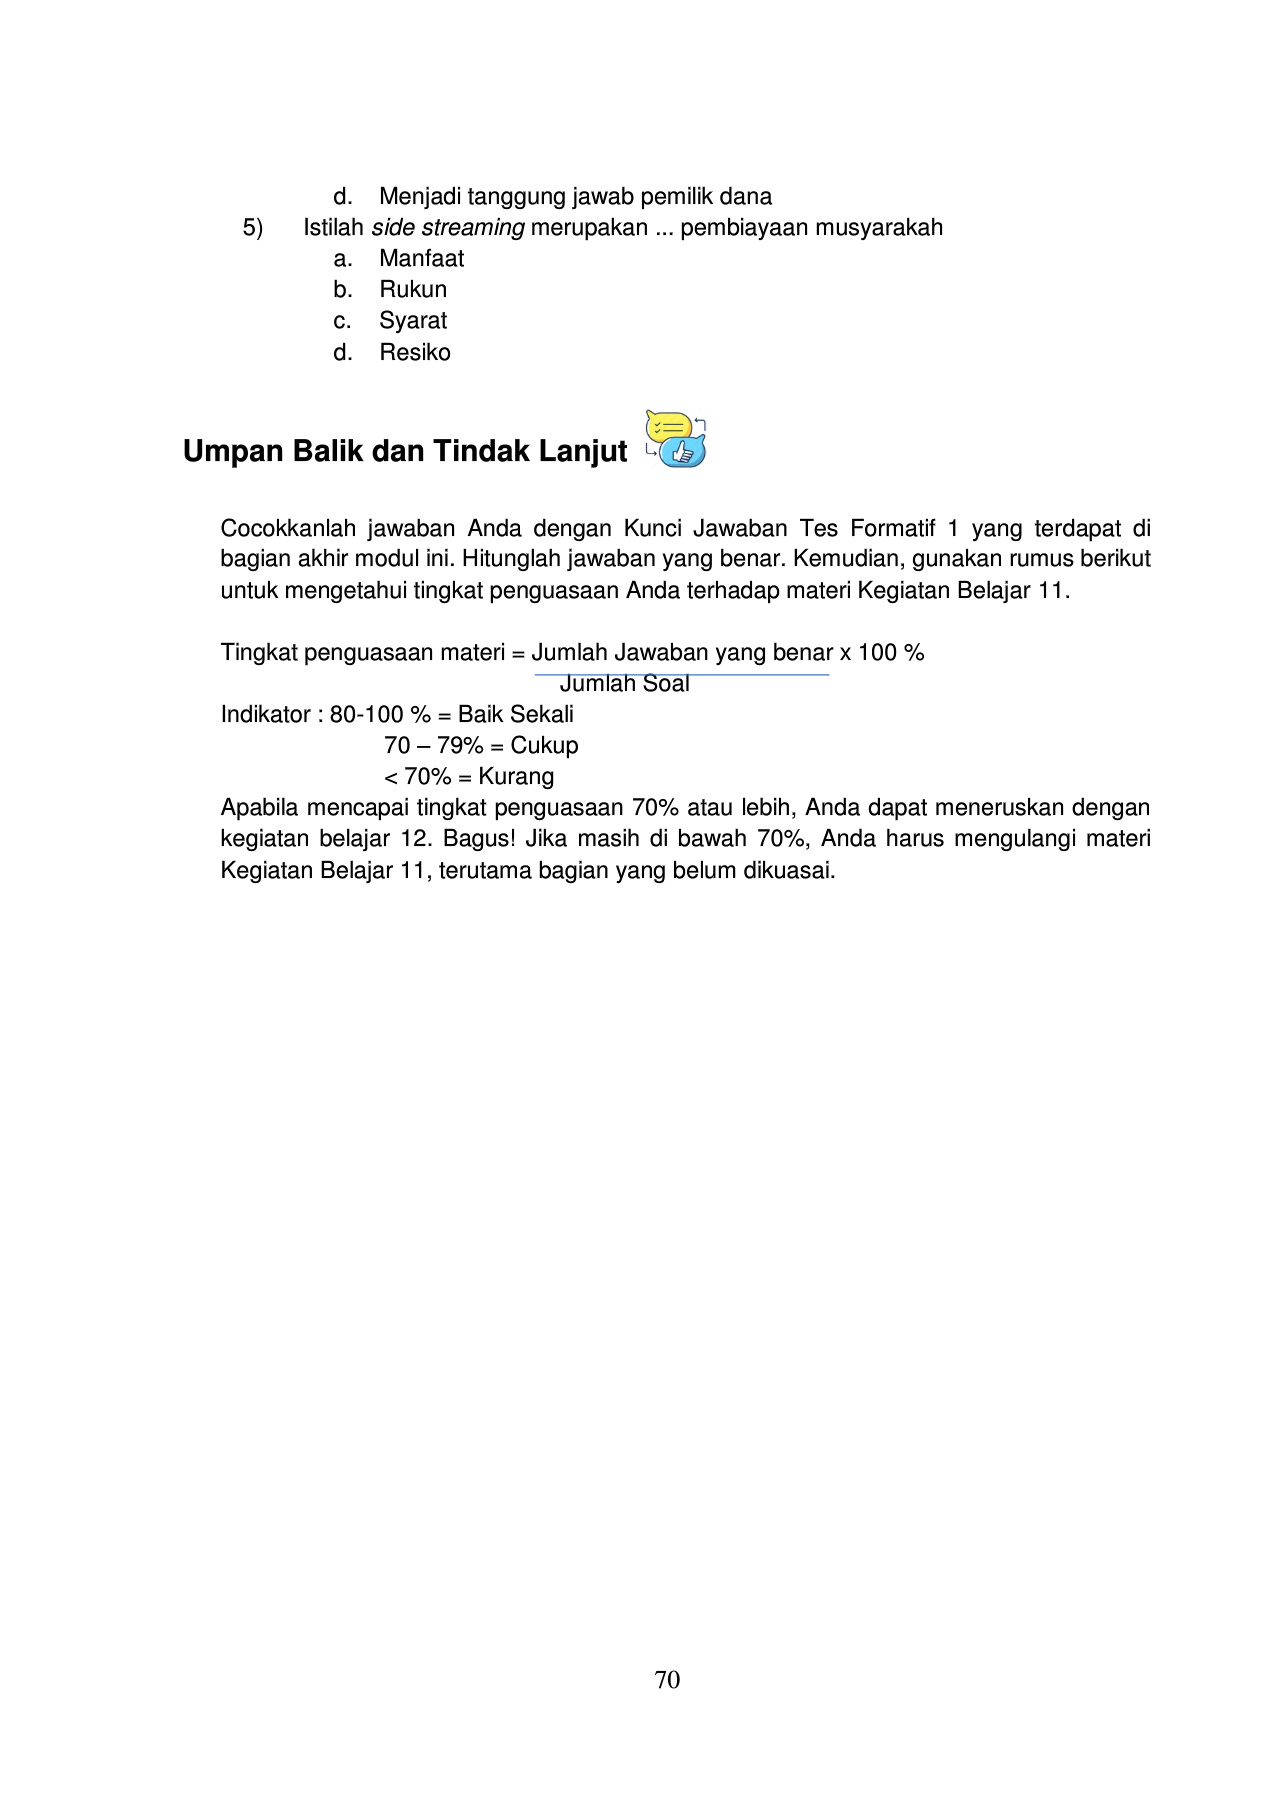 d. Menjadi tanggung jawab pemilik dana
5) Istilah side streaming merupakan ... pembiayaan musyarakah
a. Manfaat
b. Rukun
c. Syarat
d. Resiko
Umpan Balik dan Tindak Lanjut
Cocokkanlah jawaban Anda dengan Kunci Jawaban Tes Formatif 1 yang terdapat di
bagian akhir modul ini. Hitunglah jawaban yang benar. Kemudian, gunakan rumus berikut
untuk mengetahui tingkat penguasaan Anda terhadap materi Kegiatan Belajar 11.
Tingkat penguasaan materi = Jumlah Jawaban yang benar x 100 %
Jumlah Soal
Indikator : 80-100 % = Baik Sekali
70 – 79% = Cukup
< 70% = Kurang
Apabila mencapai tingkat penguasaan 70% atau lebih, Anda dapat meneruskan dengan
kegiatan belajar 12. Bagus! Jika masih di bawah 70%, Anda harus mengulangi materi
Kegiatan Belajar 11, terutama bagian yang belum dikuasai.
70